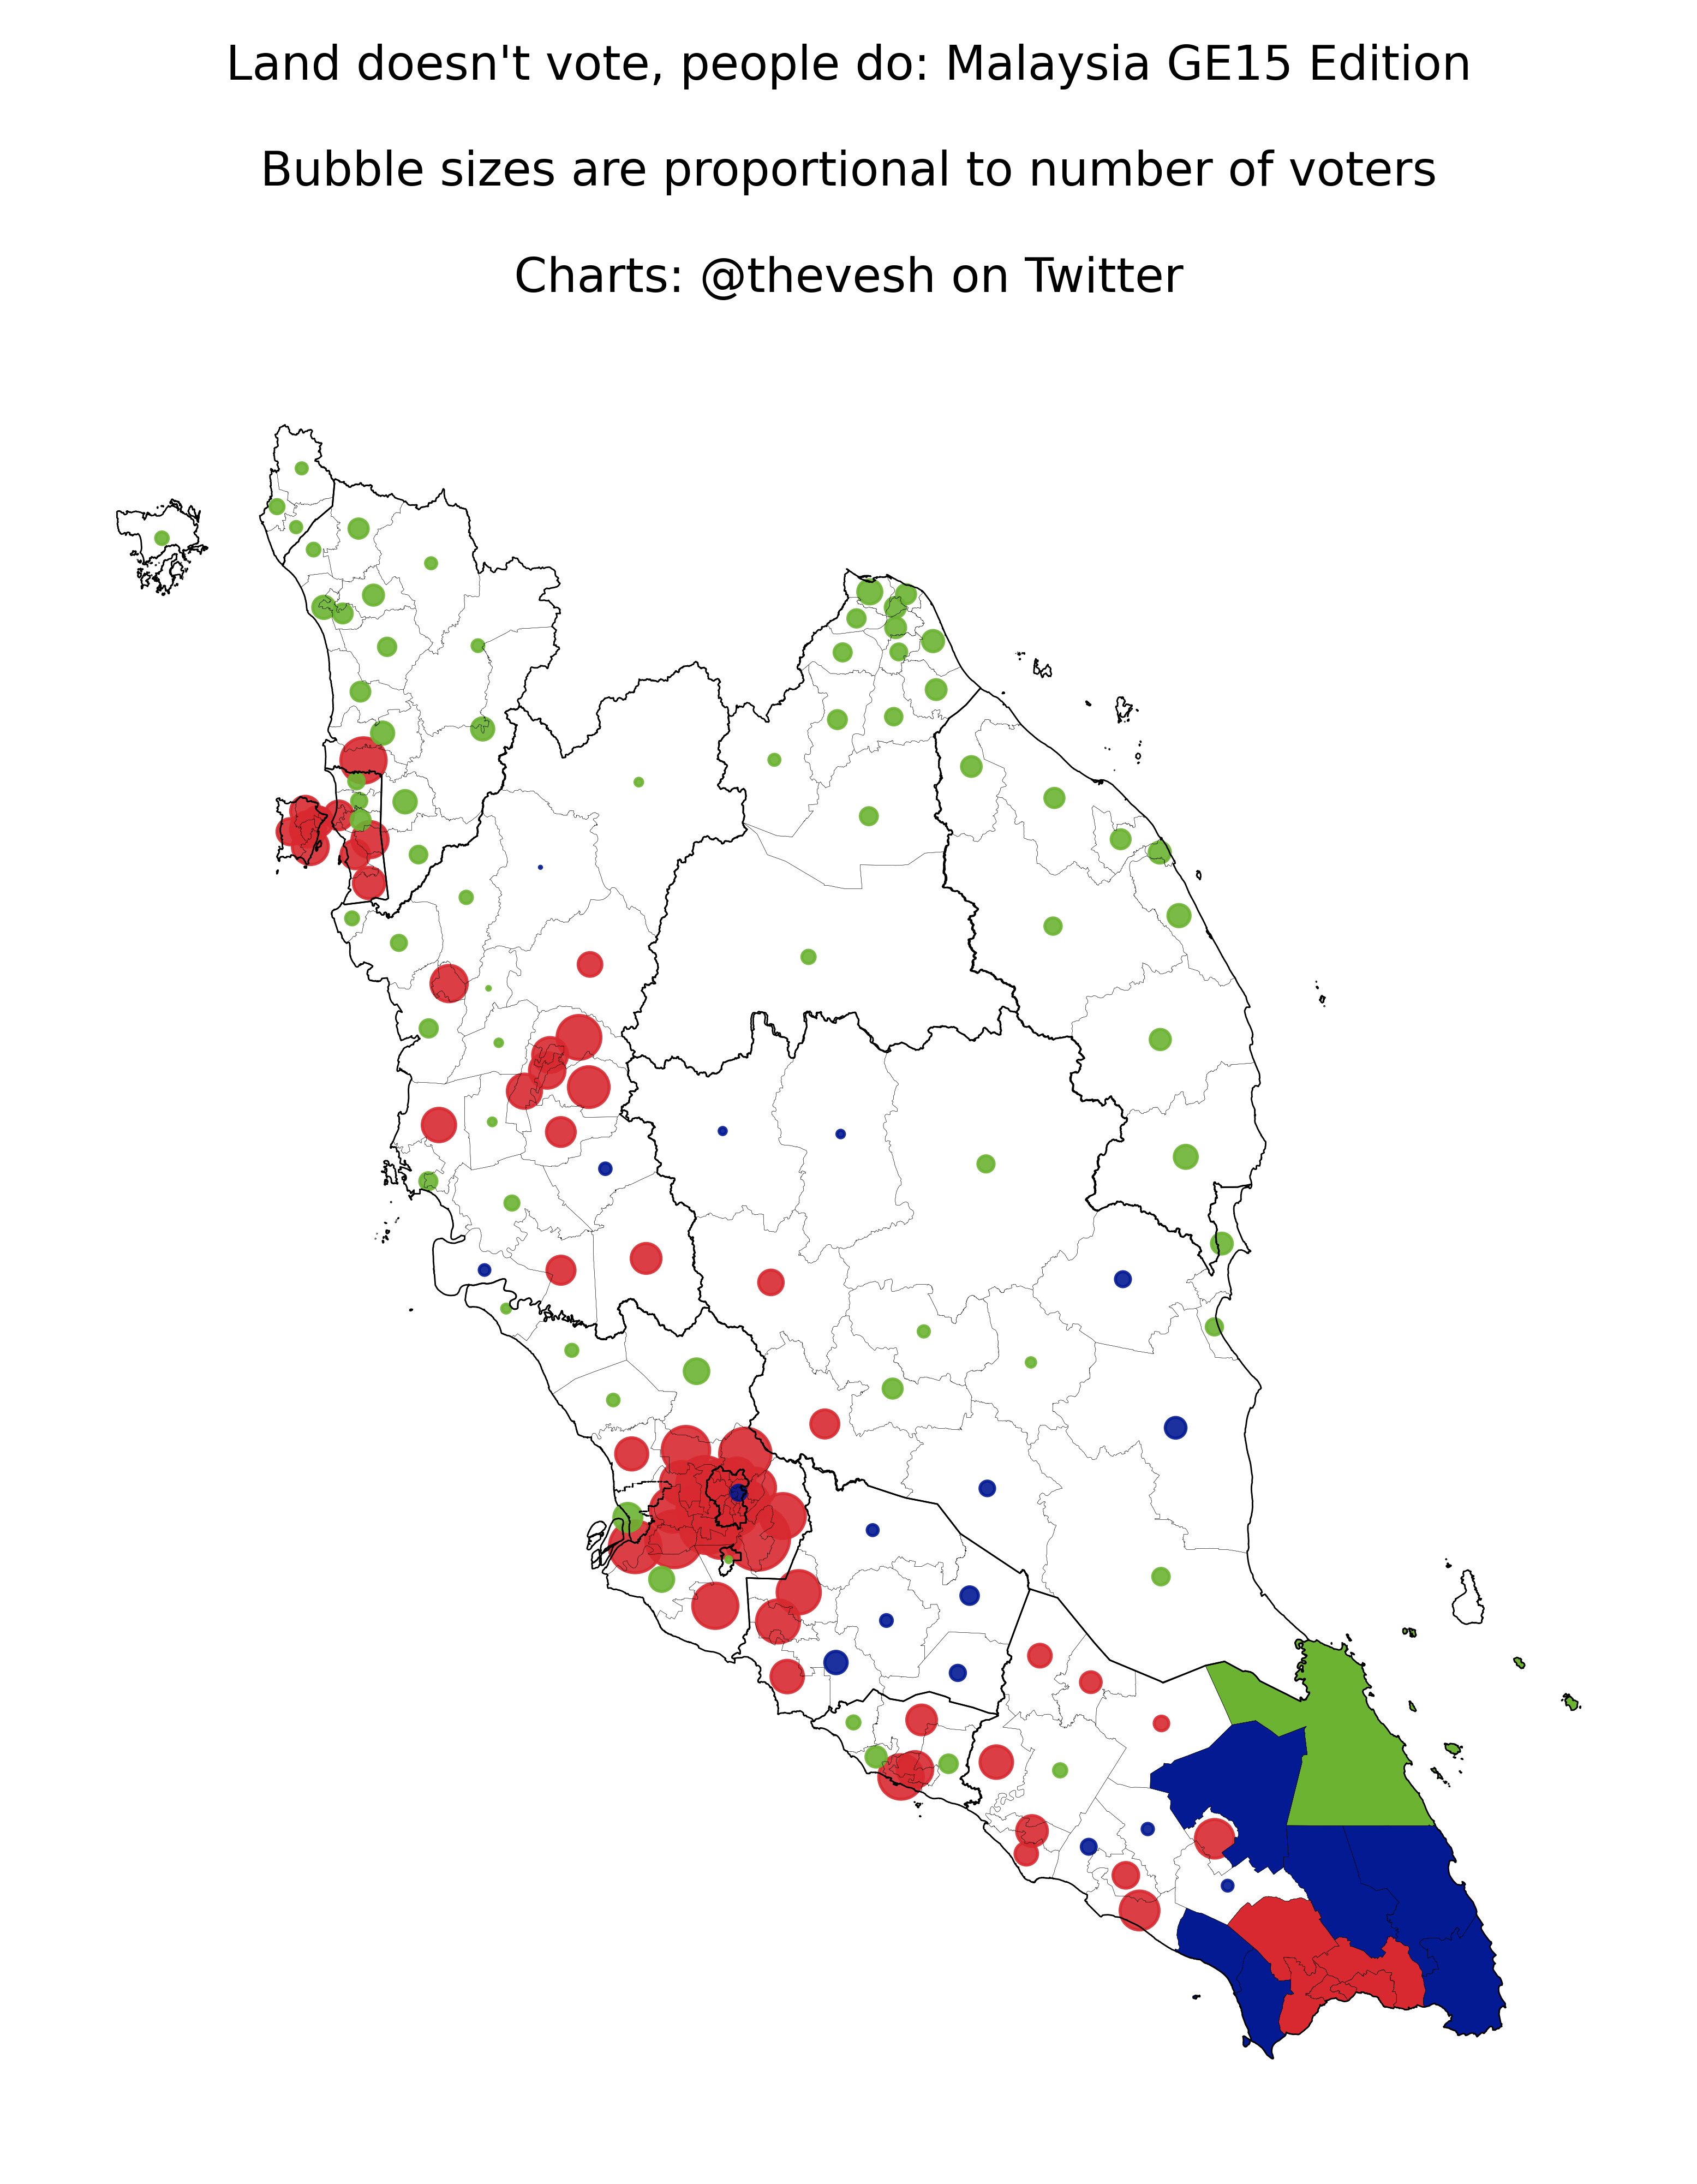 Land doesn't vote, people do: Malaysia GE15 Edition
Bubble sizes are proportional to number of voters
Charts: @thevesh on Twitter